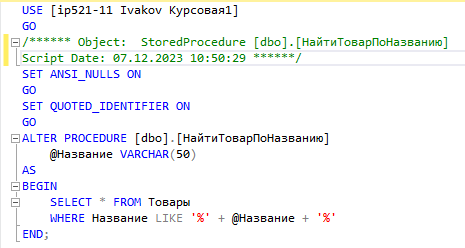 USE [ip521-11 Ivakov Курсовая1]
GO
/****** Object:  StoredProcedure [dbo].[НайтиТоварПоНазванию]
Script Date: 07.12.2023 10:50:29 ******/
SET ANSI_NULLS ON
GO
SET QUOTED_IDENTIFIER ON
GO
ALTER PROCEDURE [dbo].[НайтиТоварПоНазванию]
    @Название VARCHAR(50)
AS
BEGIN
    SELECT * FROM Товары
    WHERE Название LIKE '%' + @Название + '%'
END;